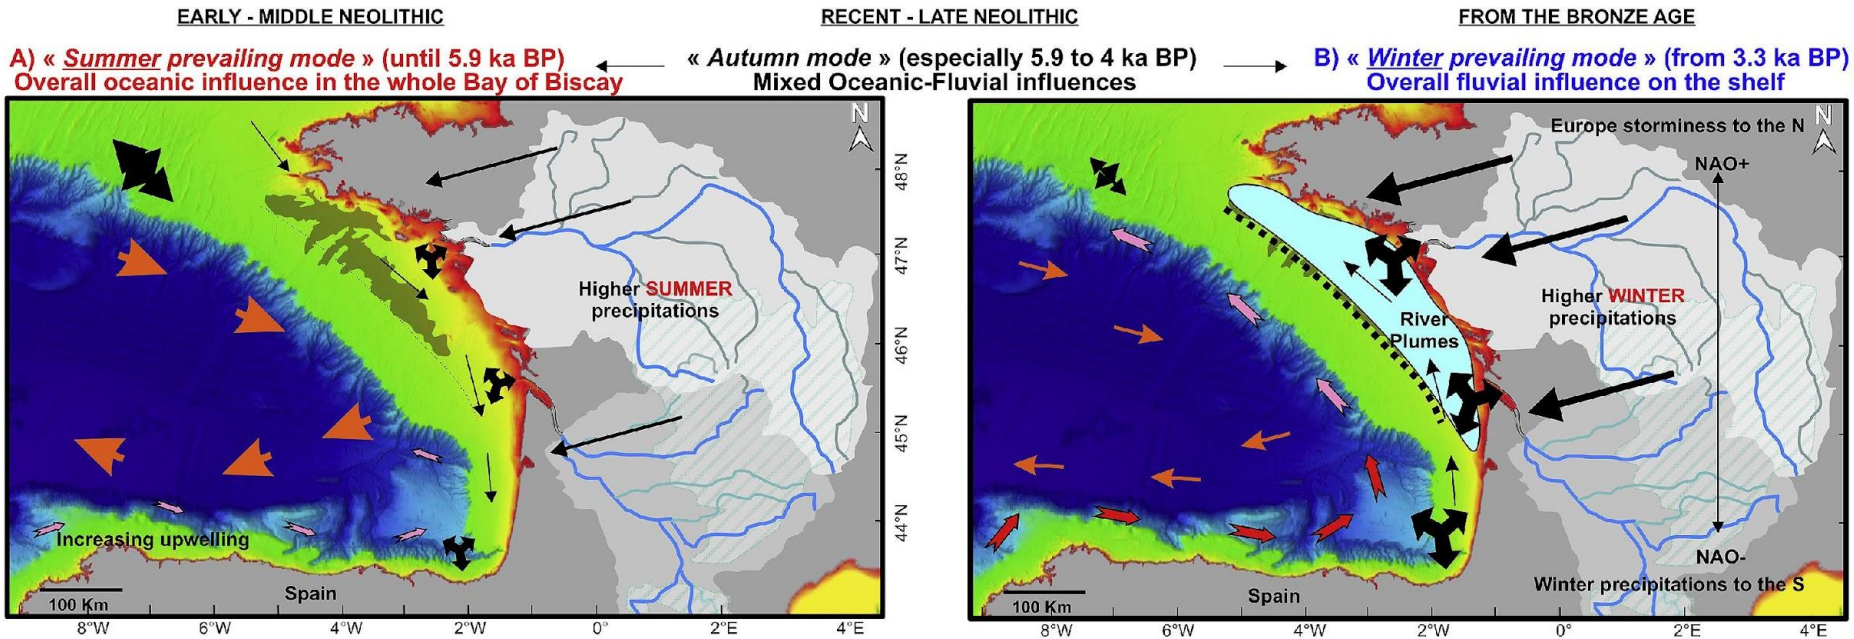 EARLY - MIDDLE NEOLITHIC
RECENT - LATE NEOLITHIC
FROM THE BRONZE AGE
A) « Summer prevailing mode » (until 5.9 ka BP)
Overall oceanic influence in the whole Bay of Biscay
« Autumn mode » (especially 5.9 to 4 ka BP)
Mixed Oceanic-Fluvial influences
B) « Winter prevailing mode » (from 3.3 ka BP)
Overall fluvial influence on the shelf
N
48°N
47°N
46°N
45°N
44°N
Higher SUMMER
precipitations
Increasing upwelling
Spain
100 Km
8°W
6°W
4°W
2°W
0°
2°E
4°E
N
Europe storminess to the N
NAO+
Higher WINTER
precipitations
River
Plumes
NAO-
Winter precipitations to the S
Spain
100 Km
8°W
6°W
4°W
2°W
0°
2°E
4°E